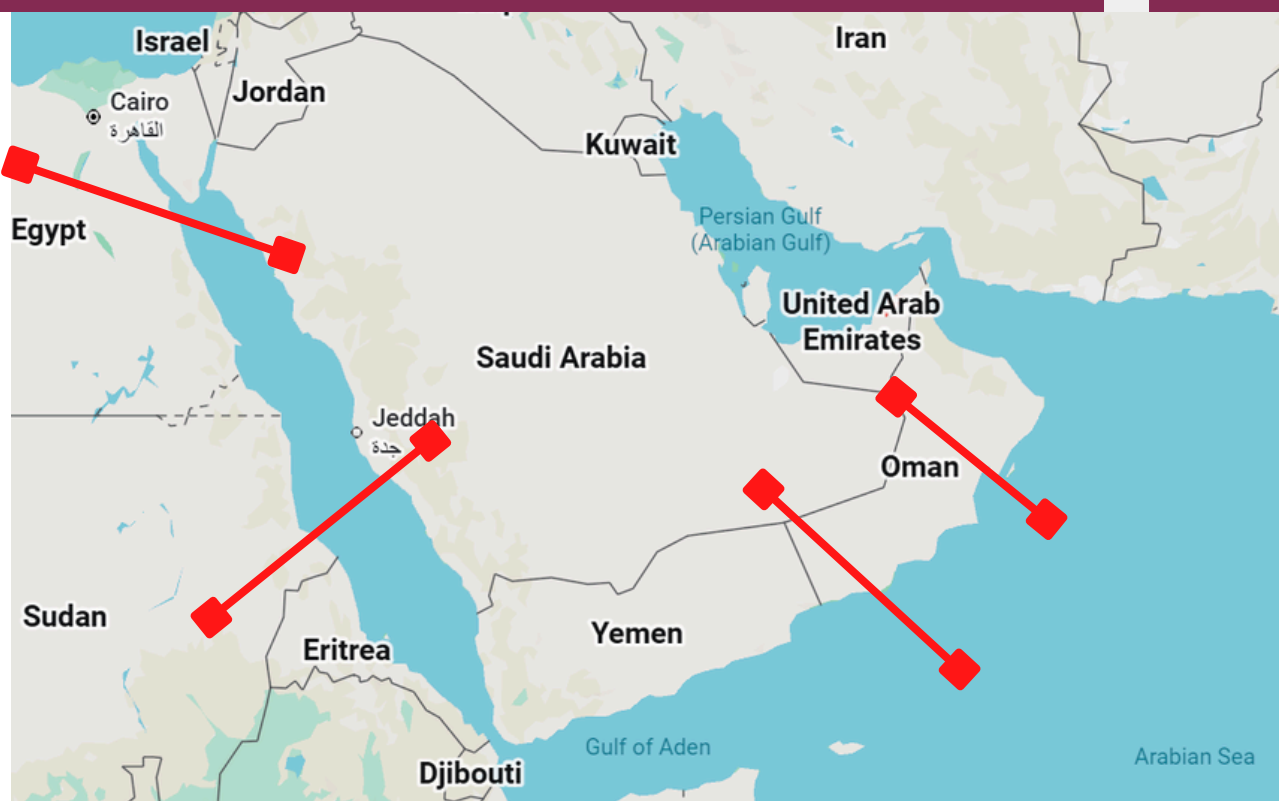 Israel
Iran
Jordan
Cairo
القاهرة
Kuwait
Persian Gulf
(Arabian Gulf)
Egypt
United Arab
Emirates
Saudi Arabia
Jeddah
جدة
Oman
Sudan
Yemen
Eritrea
Gulf of Aden
Arabian Sea
Djibouti